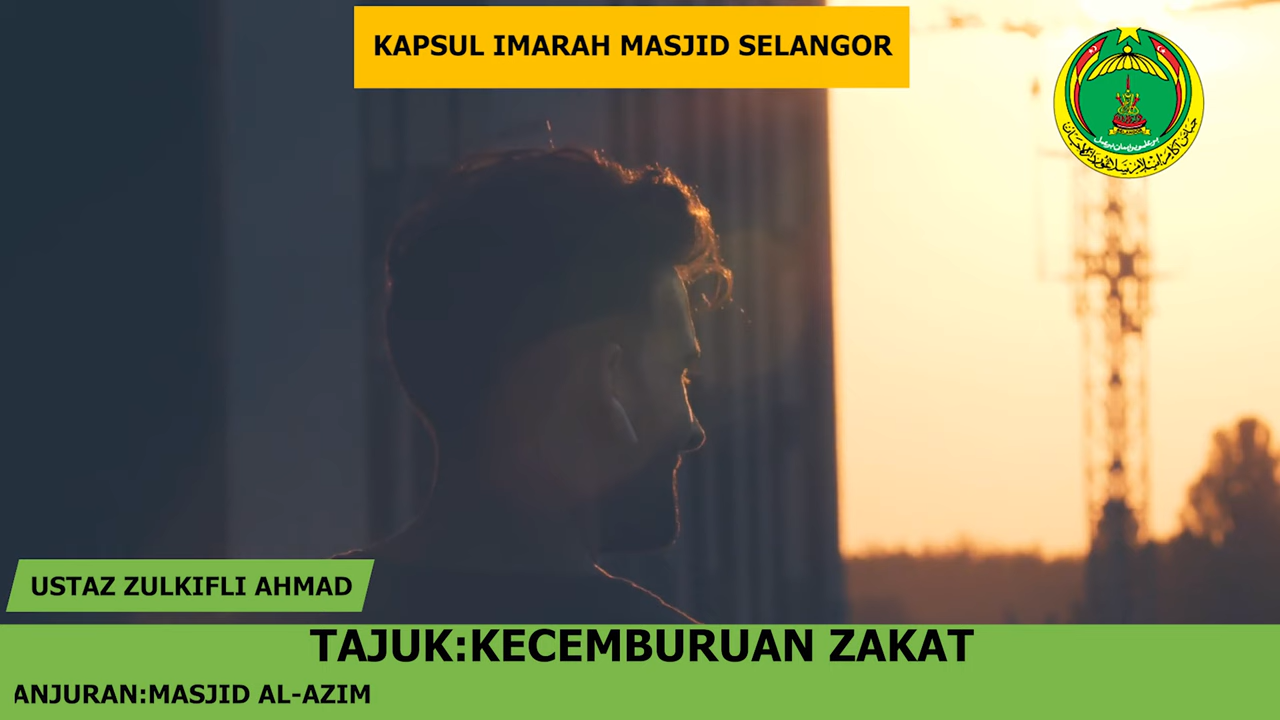 KAPSUL IMARAH MASJID SELANGOR
USTAZ ZULKIFLI AHMAD
TAJUK:KECEMBURUAN ZAKAT
ANJURAN:MASJID AL-AZIM